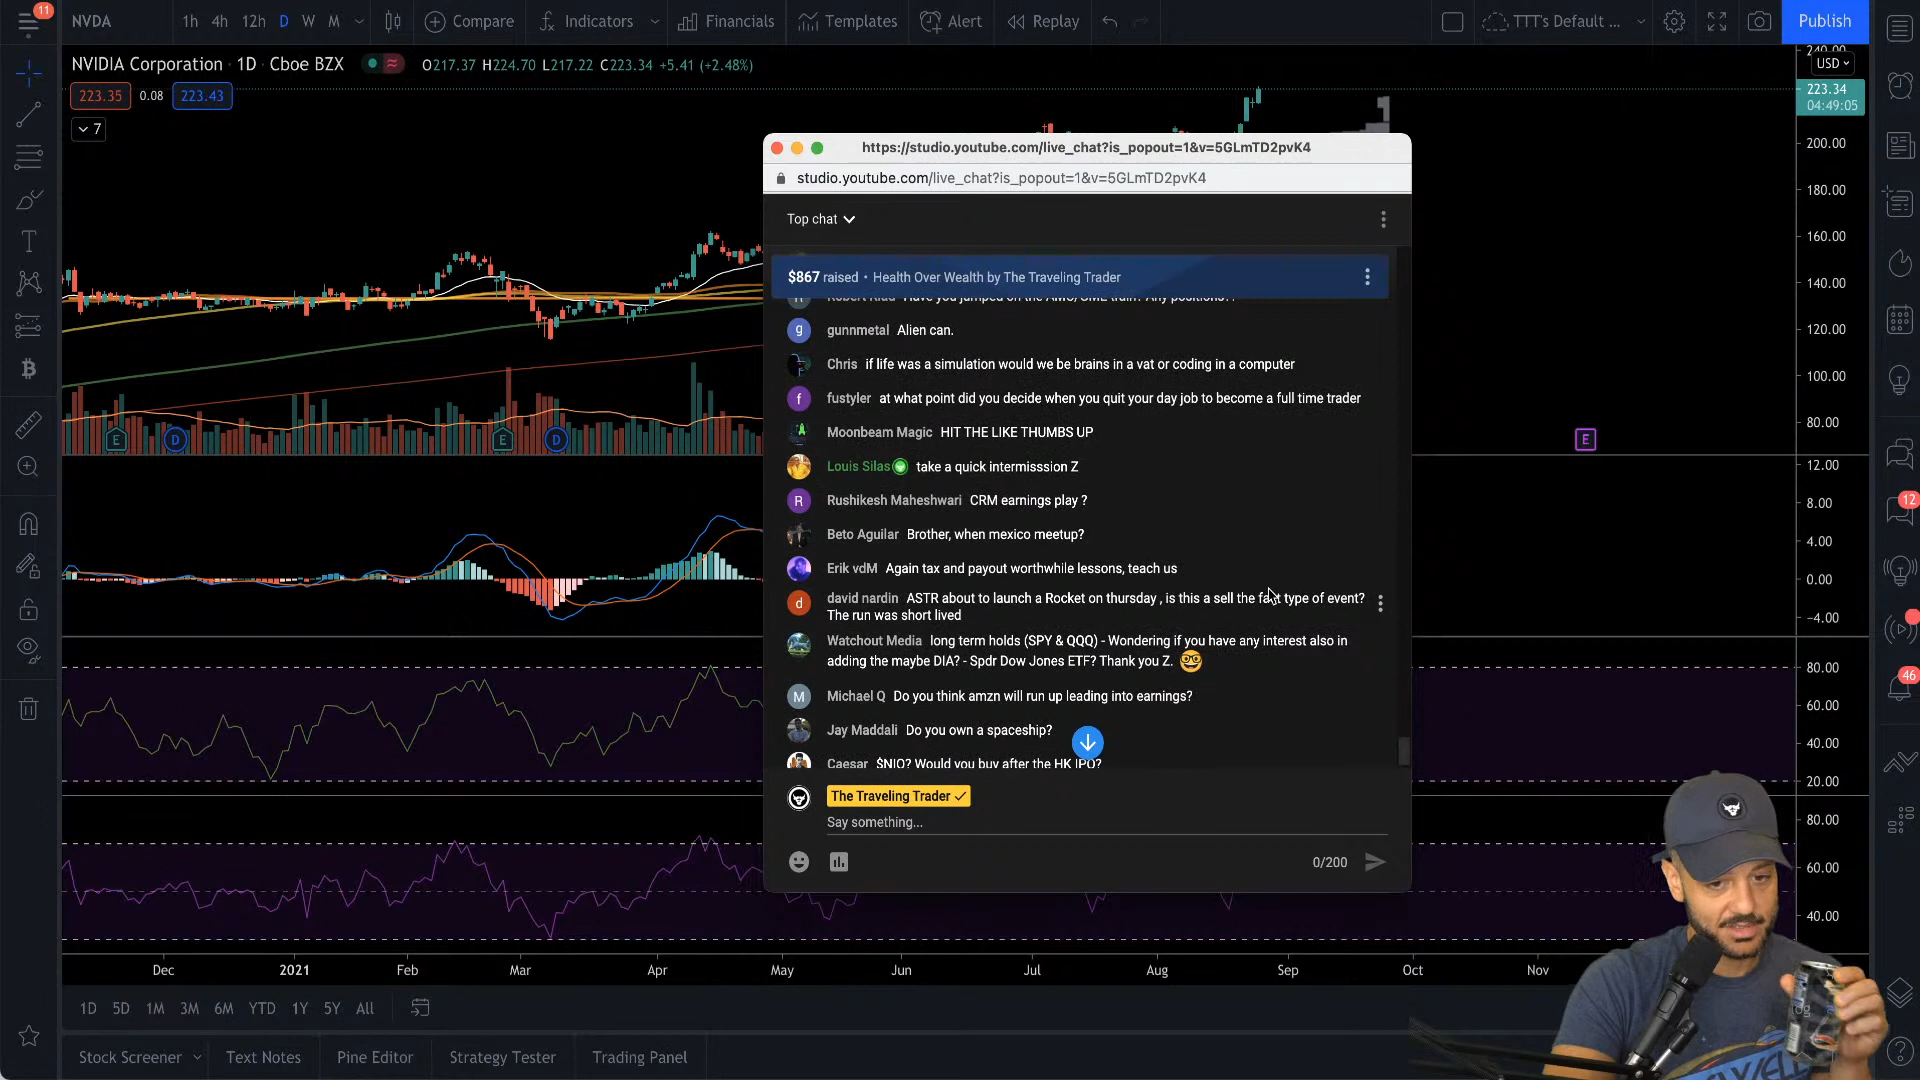 11
NVDA
1h 4h 12h D W M
Compare
Indicators
Financials
Templates
Alert
Replay
TTT's Default ...
Publish
NVIDIA Corporation · 1D · Cboe BZX
O217.37 H224.70 L217.22 C223.34 +5.41 (+2.48%)
240.00
USD
223.35 0.08 223.43
223.34
04:49:05
7
200.00
180.00
160.00
140.00
120.00
100.00
80.00
https://studio.youtube.com/live_chat?is_popout=1&v=5GLmTD2pvK4
studio.youtube.com/live_chat?is_popout=1&v=5GLmTD2pvK4
Top chat
$867 raised · Health Over Wealth by The Traveling Trader
g gunnmetal Alien can.
Chris if life was a simulation would we be brains in a vat or coding in a computer
f fustyler at what point did you decide when you quit your day job to become a full time trader
Moonbeam Magic HIT THE LIKE THUMBS UP
Louis Silas take a quick intermisssion Z
R Rushikesh Maheshwari CRM earnings play ?
Beto Aguilar Brother, when mexico meetup?
Erik vdM Again tax and payout worthwhile lessons, teach us
d david nardin ASTR about to launch a Rocket on thursday , is this a sell the fact type of event?
The run was short lived
Watchout Media long term holds (SPY & QQQ) - Wondering if you have any interest also in
adding the maybe DIA? - Spdr Dow Jones ETF? Thank you Z.
M Michael Q Do you think amzn will run up leading into earnings?
Jay Maddali Do you own a spaceship?
Caesar $NIO? Would you buy after the HK IPO?
The Traveling Trader
Say something...
0/200
E D E D E
12.00
8.00
4.00
0.00
−4.00
80.00
60.00
40.00
20.00
80.00
60.00
40.00
12
46
Dec 2021 Feb Mar Apr May Jun Jul Aug Sep Oct Nov
1D 5D 1M 3M 6M YTD 1Y 5Y All
Stock Screener
Text Notes
Pine Editor
Strategy Tester
Trading Panel